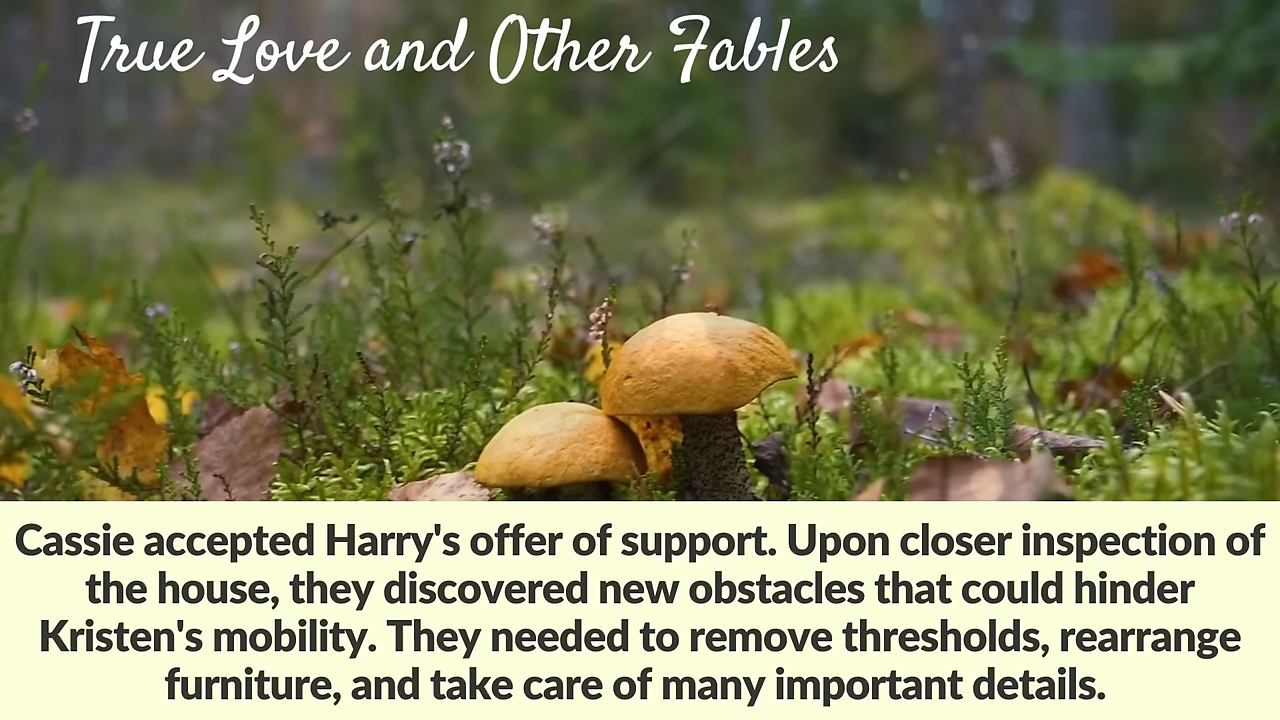 True Love and Other Fables
Cassie accepted Harry's offer of support. Upon closer inspection of
the house, they discovered new obstacles that could hinder
Kristen's mobility. They needed to remove thresholds, rearrange
furniture, and take care of many important details.